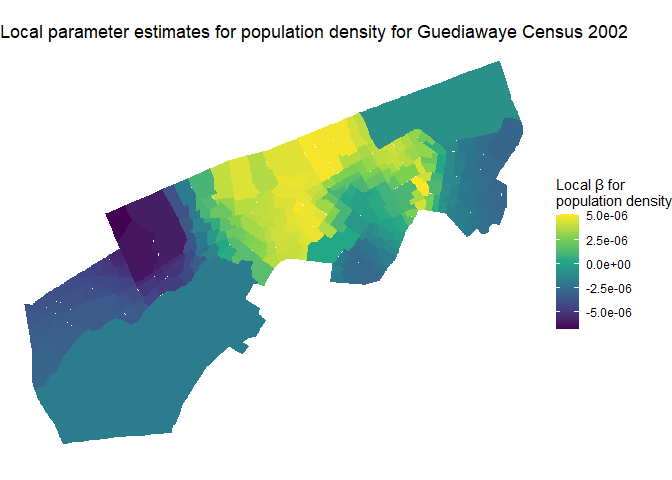 Local parameter estimates for population density for Guediawaye Census 2002
Local β for
population density
5.0e-06
2.5e-06
0.0e+00
-2.5e-06
-5.0e-06